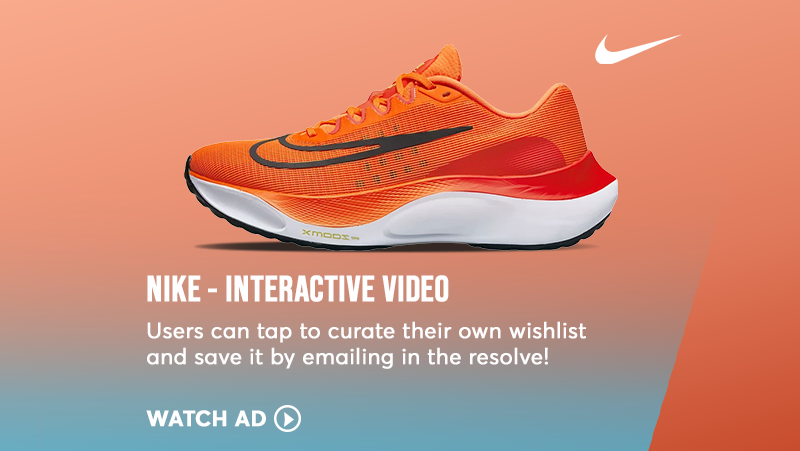 NIKE - INTERACTIVE VIDEO
Users can tap to curate their own wishlist
and save it by emailing in the resolve!
WATCH AD